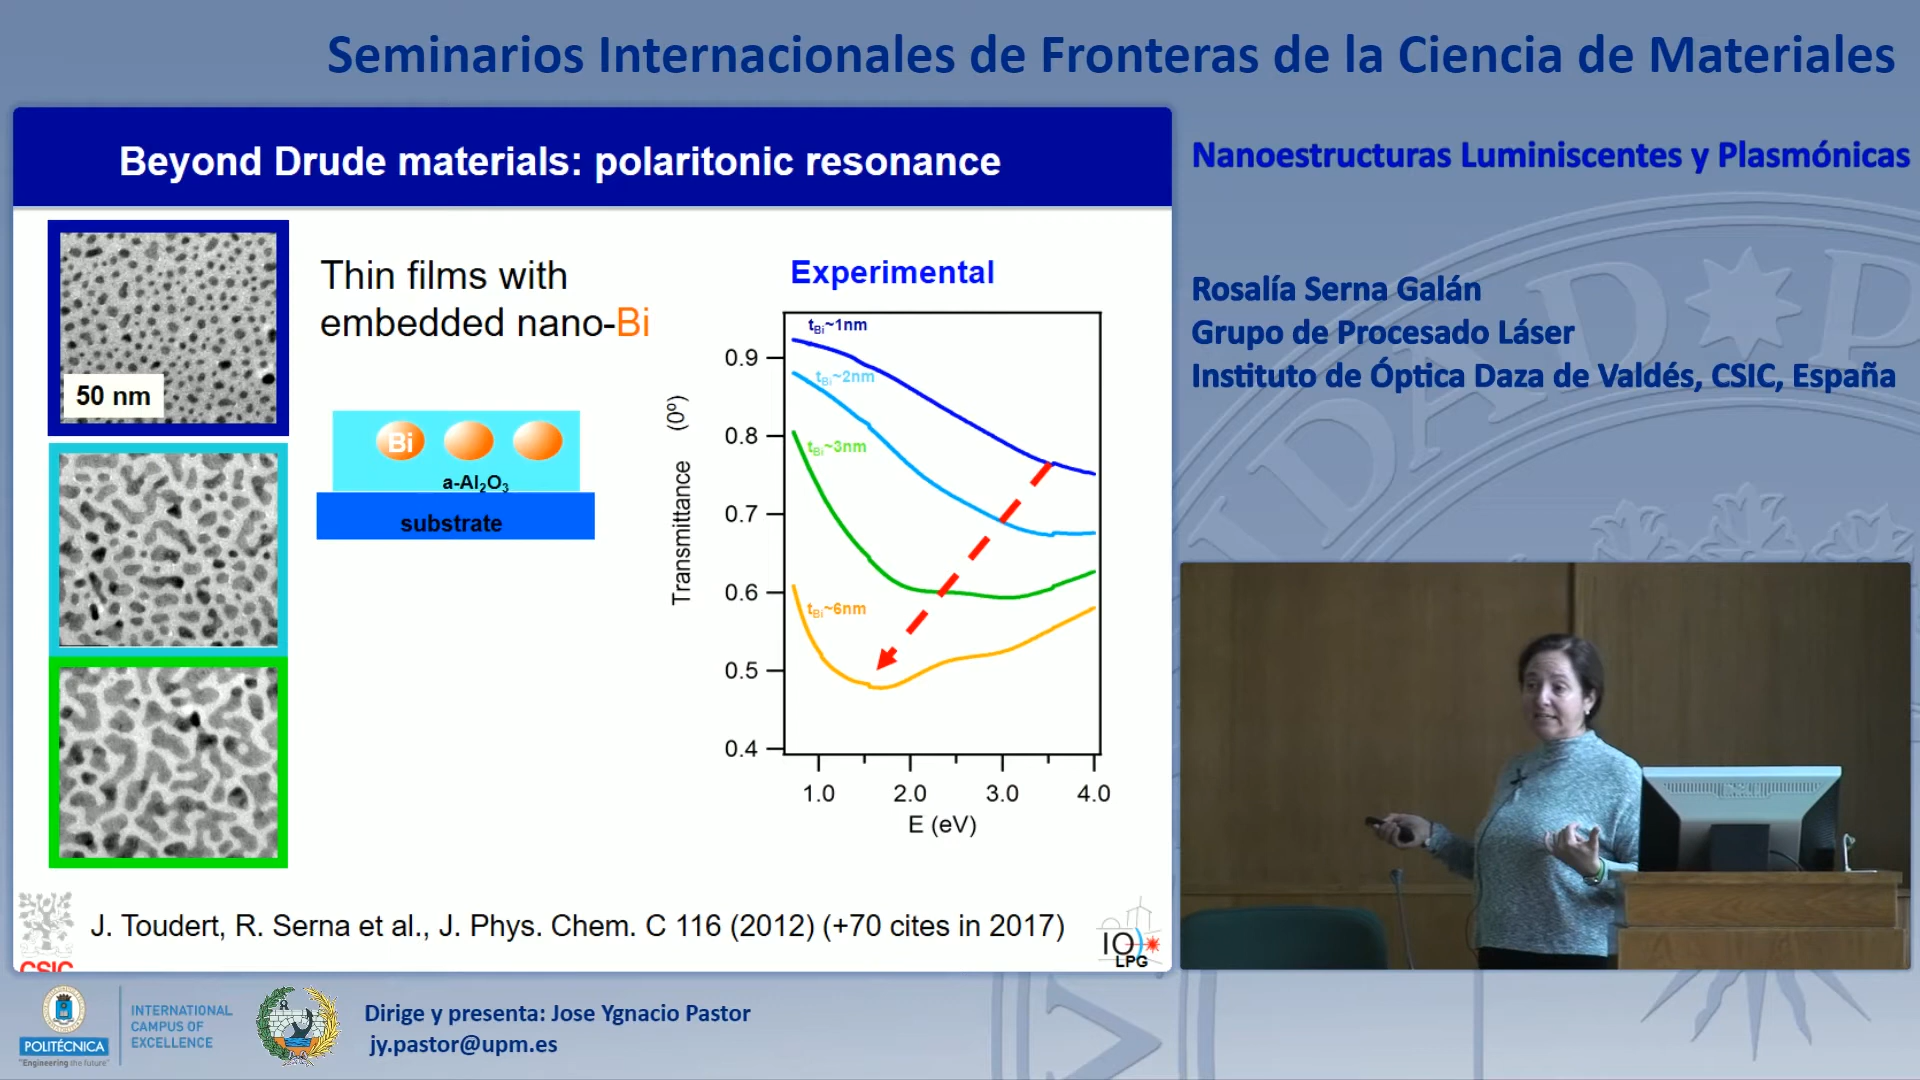 Seminarios Internacionales de Fronteras de la Ciencia de Materiales
Beyond Drude materials: polaritonic resonance
50 nm
Thin films with
embedded nano-Bi
Bi
a-Al₂O₃
substrate
Experimental
tBi~1nm
tBi~2nm
tBi~3nm
tBi~6nm
Transmittance (0º)
0.9
0.8
0.7
0.6
0.5
0.4
1.0 2.0 3.0 4.0
E (eV)
J. Toudert, R. Serna et al., J. Phys. Chem. C 116 (2012) (+70 cites in 2017)
CSIC
IO
LPG
Nanoestructuras Luminiscentes y Plasmónicas
Rosalía Serna Galán
Grupo de Procesado Láser
Instituto de Óptica Daza de Valdés, CSIC, España
POLITÉCNICA
"Engineering the future"
INTERNATIONAL
CAMPUS OF
EXCELLENCE
Dirige y presenta: Jose Ygnacio Pastor
jy.pastor@upm.es